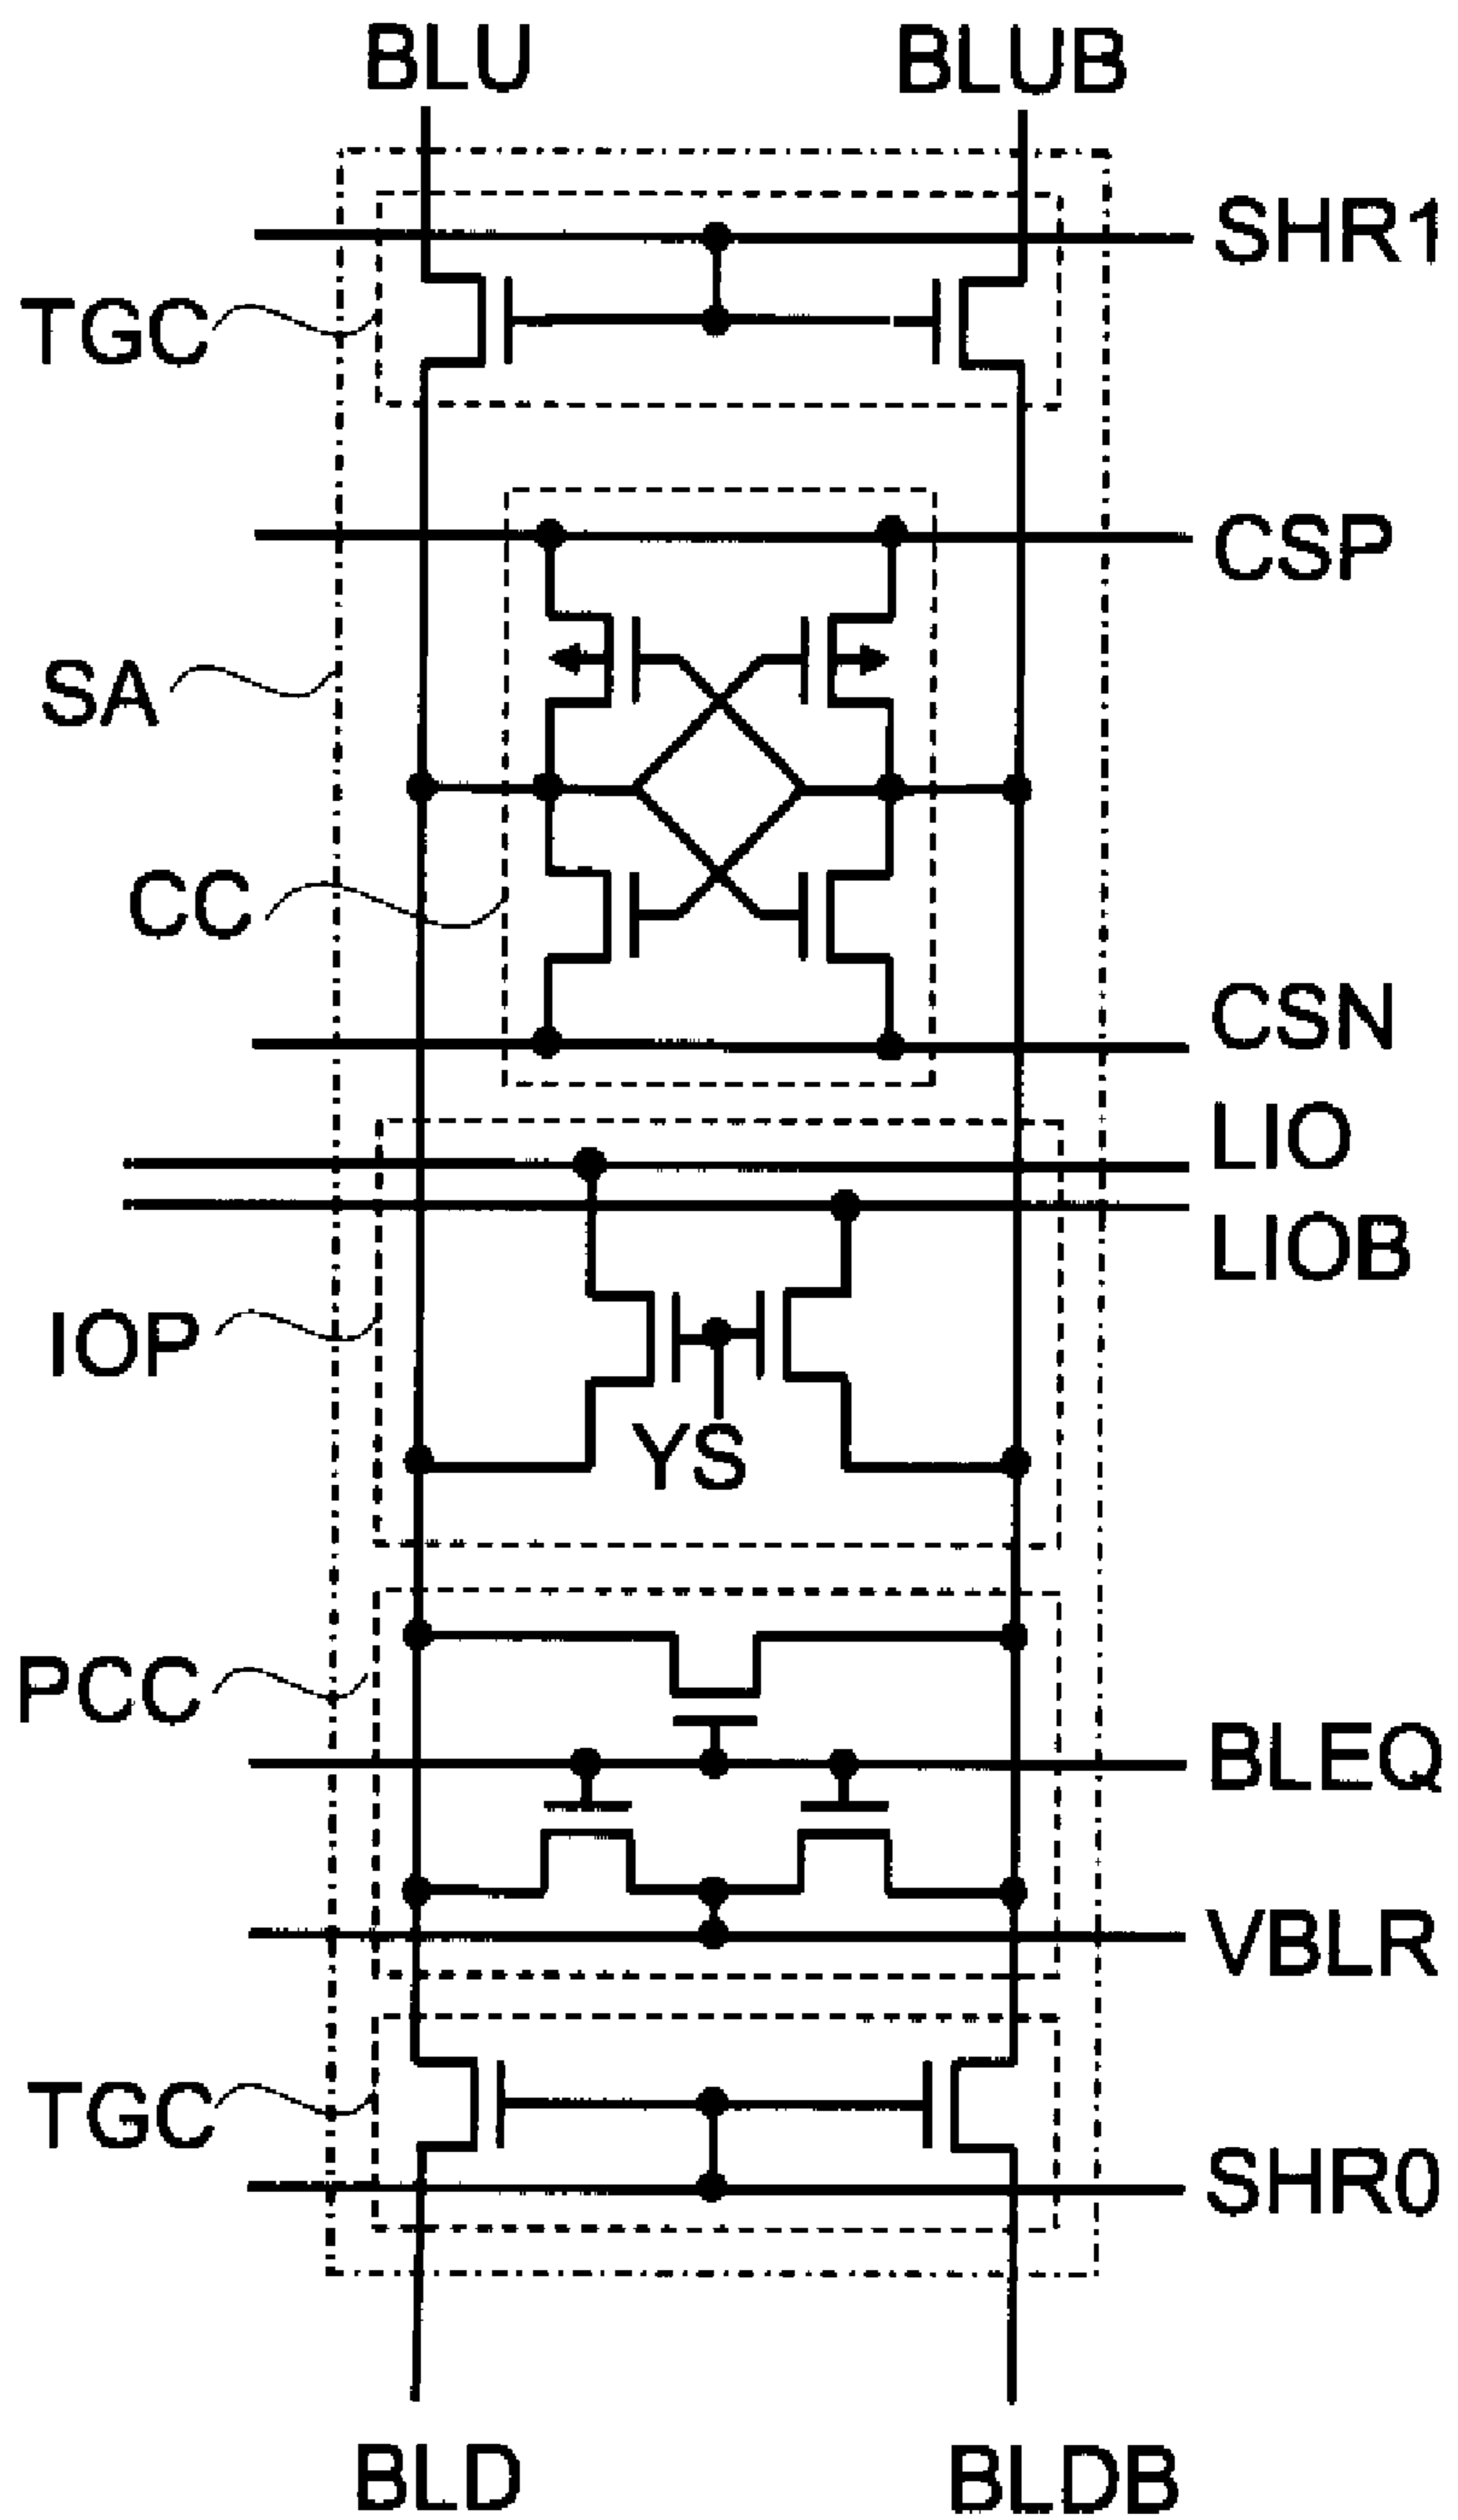 BLU
BLUB
SHR1
TGC
CSP
SA
CC
CSN
LIO
LIOB
IOP
YS
PCC
BLEQ
VBLR
TGC
SHR0
BLD
BLDB